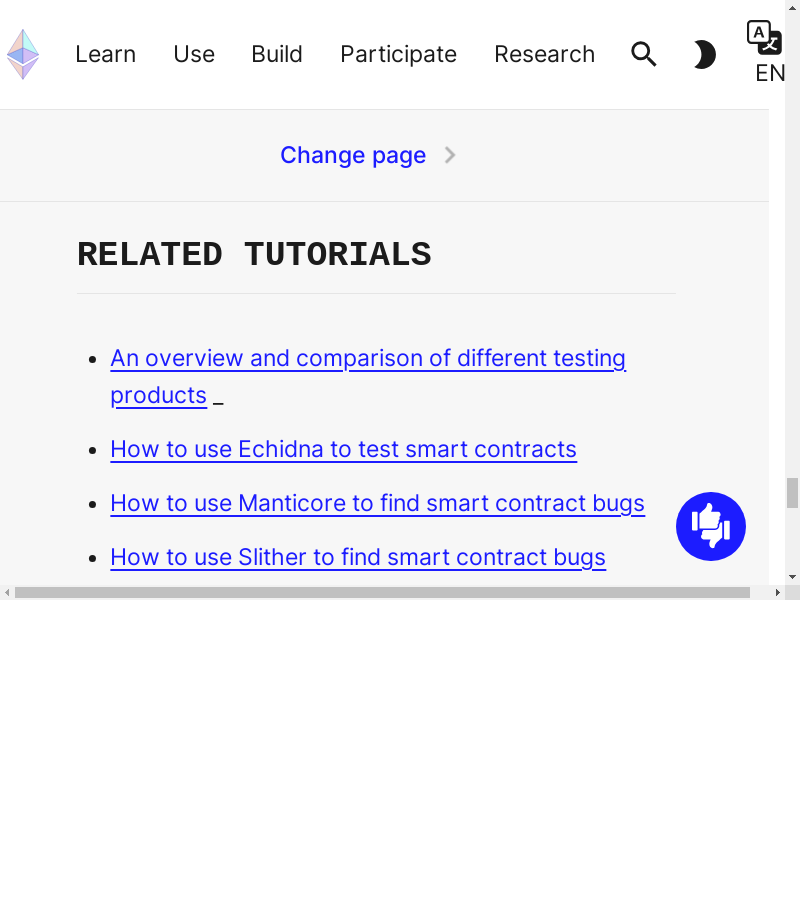 Learn Use Build Participate Research
A
文
EN
Change page
RELATED TUTORIALS
An overview and comparison of different testing
products _
How to use Echidna to test smart contracts
How to use Manticore to find smart contract bugs
How to use Slither to find smart contract bugs